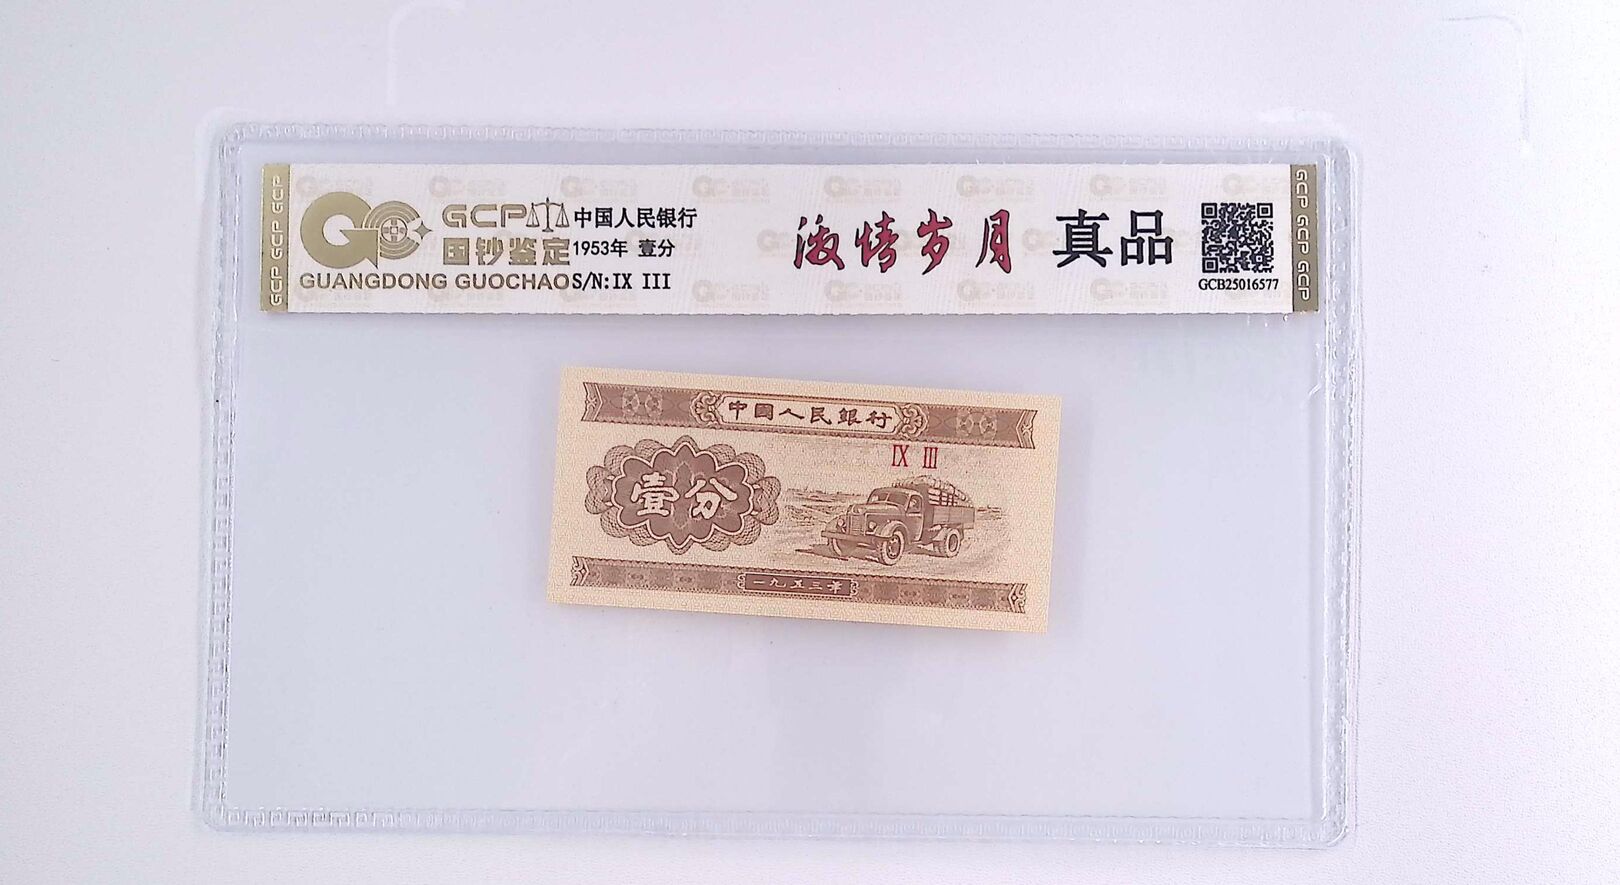 GCP GCP GCP
GCP 中国人民银行
国钞鉴定 1953年 壹分
GUANGDONG GUOCHAO S/N:IX III
激情岁月 真品
GCB25016577
GCP GCP GCP
中国人民银行
IX III
壹分
一九五三年